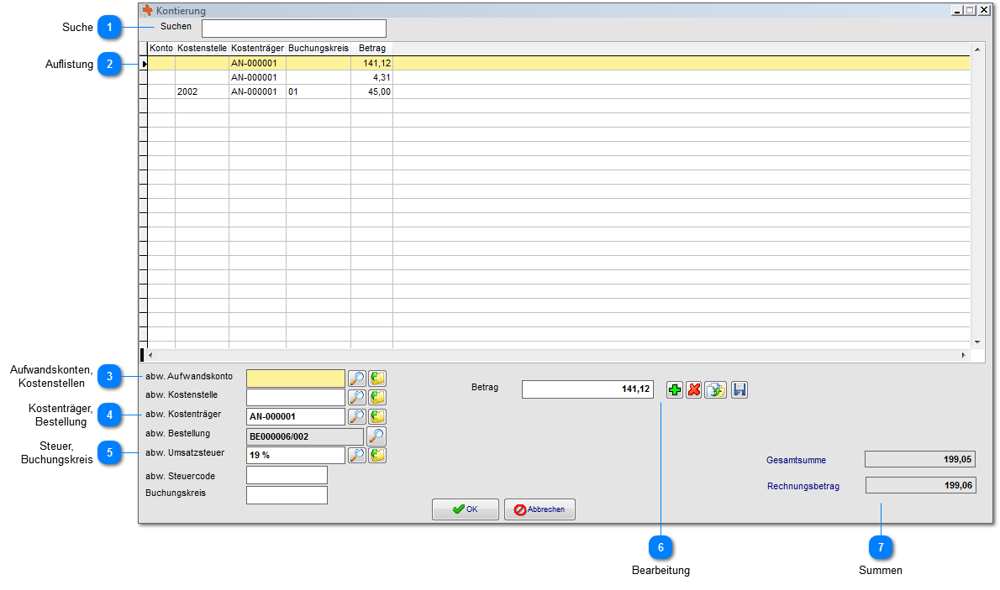 Kontierung
Suche 1 Suchen
Konto Kostenstelle Kostenträger Buchungskreis Betrag
Auflistung 2 AN-000001 141,12
AN-000001 4,31
2002 AN-000001 01 45,00
Aufwandskonten,
Kostenstellen
3
abw. Aufwandskonto
abw. Kostenstelle
Kostenträger,
Bestellung
4
abw. Kostenträger AN-000001
abw. Bestellung BE000006/002
Steuer,
Buchungskreis
5
abw. Umsatzsteuer 19 %
abw. Steuercode
Buchungskreis
Betrag 141,12
Gesamtsumme 199,05
Rechnungsbetrag 199,06
OK Abbrechen
6
Bearbeitung
7
Summen